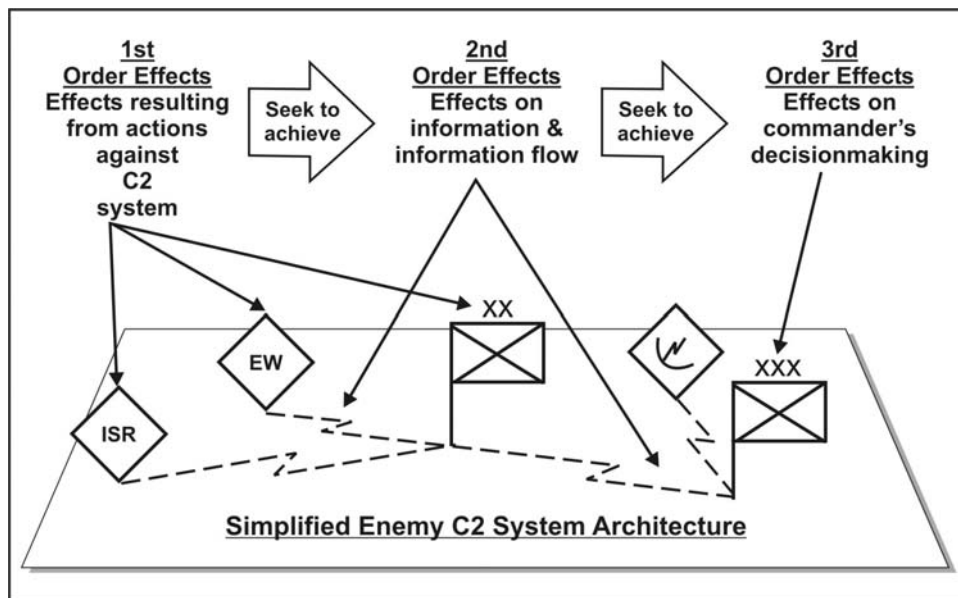 1st
Order Effects
Effects resulting
from actions
against
C2
system
Seek to
achieve
2nd
Order Effects
Effects on
information &
information flow
Seek to
achieve
3rd
Order Effects
Effects on
commander's
decisionmaking
XX
EW
XXX
ISR
Simplified Enemy C2 System Architecture